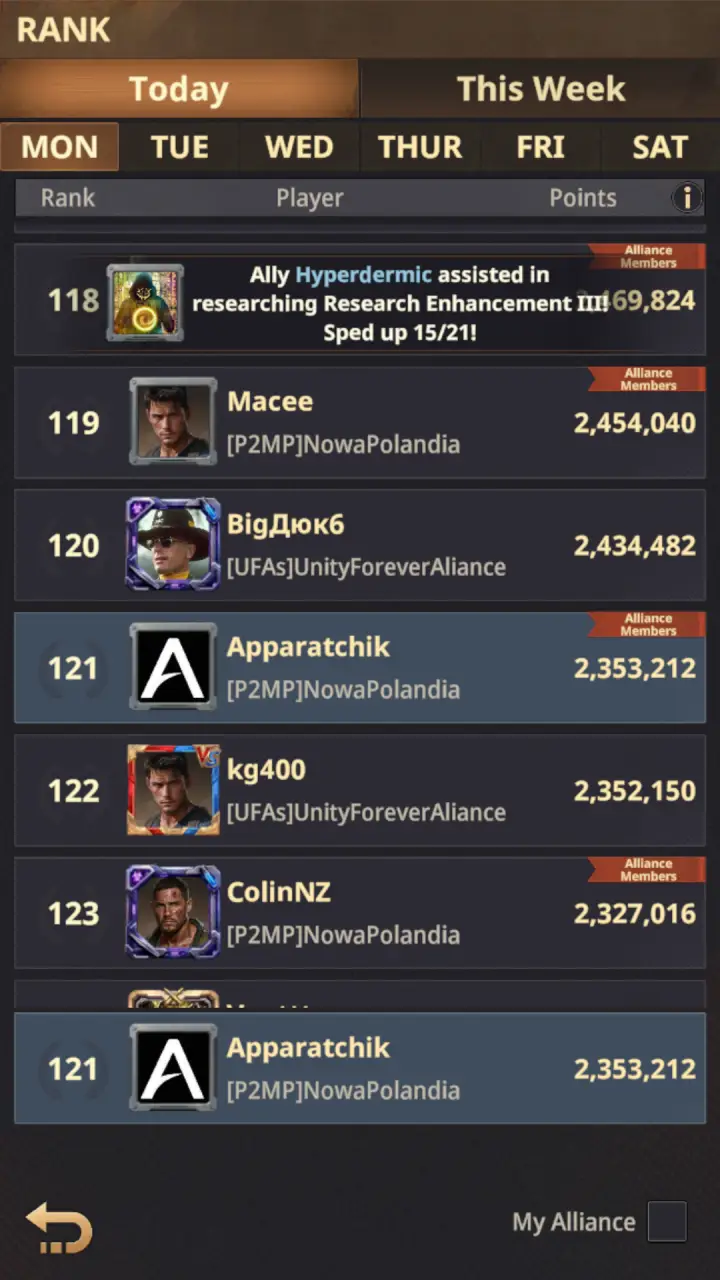 RANK
Today
This Week
MON
TUE
WED
THUR
FRI
SAT
Rank
Player
Points
i
Alliance
Members
118
Ally Hyperdermic assisted in
researching Research Enhancement III!
Sped up 15/21!
469,824
Alliance
Members
119
Macee
[P2MP]NowaPolandia
2,454,040
120
BigДюк6
[UFAs]UnityForeverAliance
2,434,482
Alliance
Members
121
Apparatchik
[P2MP]NowaPolandia
2,353,212
122
VS
kg400
[UFAs]UnityForeverAliance
2,352,150
Alliance
Members
123
ColinNZ
[P2MP]NowaPolandia
2,327,016
121
Apparatchik
[P2MP]NowaPolandia
2,353,212
My Alliance